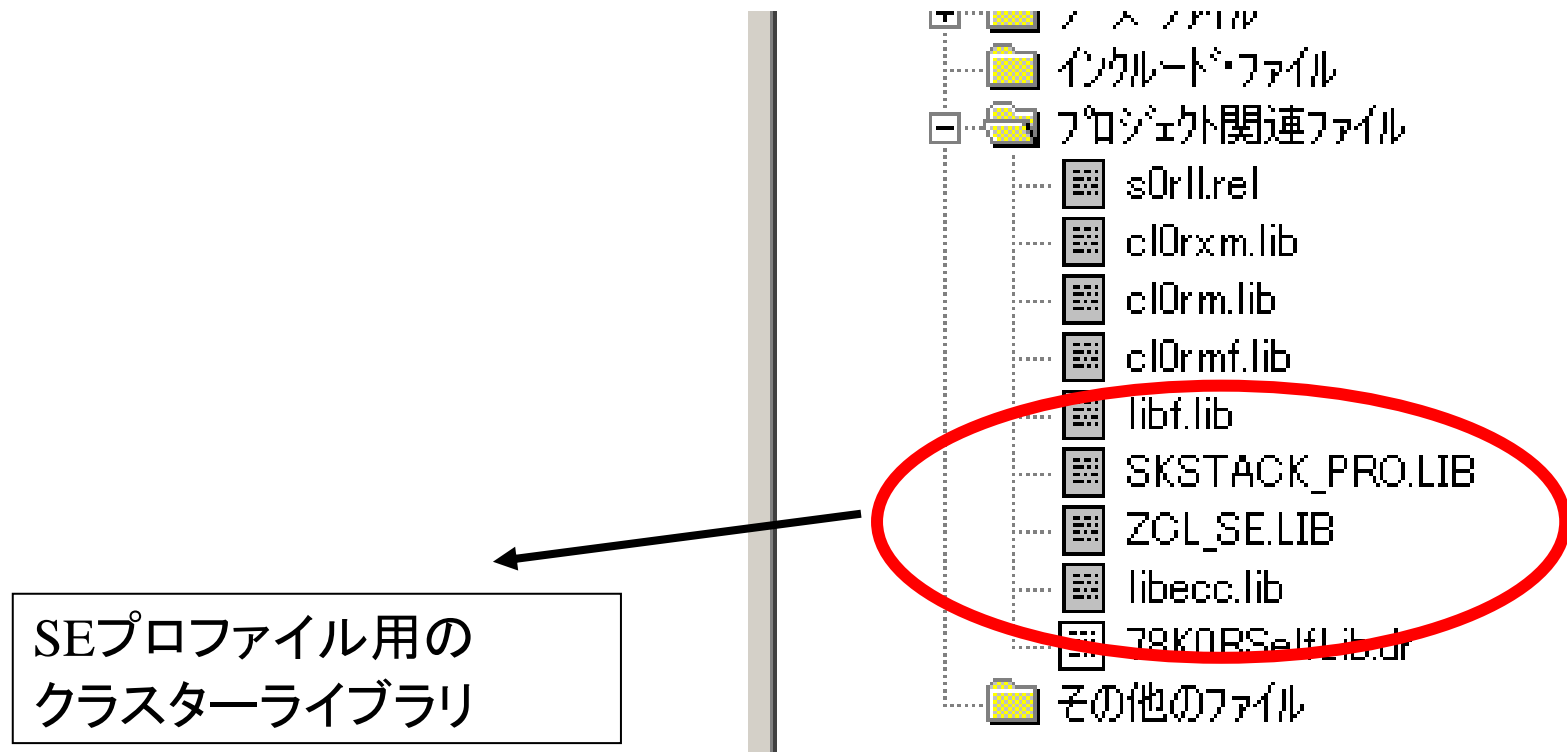 インクルード・ファイル
プロジェクト関連ファイル
s0rll.rel
cl0rxm.lib
cl0rm.lib
cl0rmf.lib
libf.lib
SKSTACK_PRO.LIB
ZCL_SE.LIB
libecc.lib
78K0RSelfLib.dr
その他のファイル
SEプロファイル用の
クラスターライブラリ